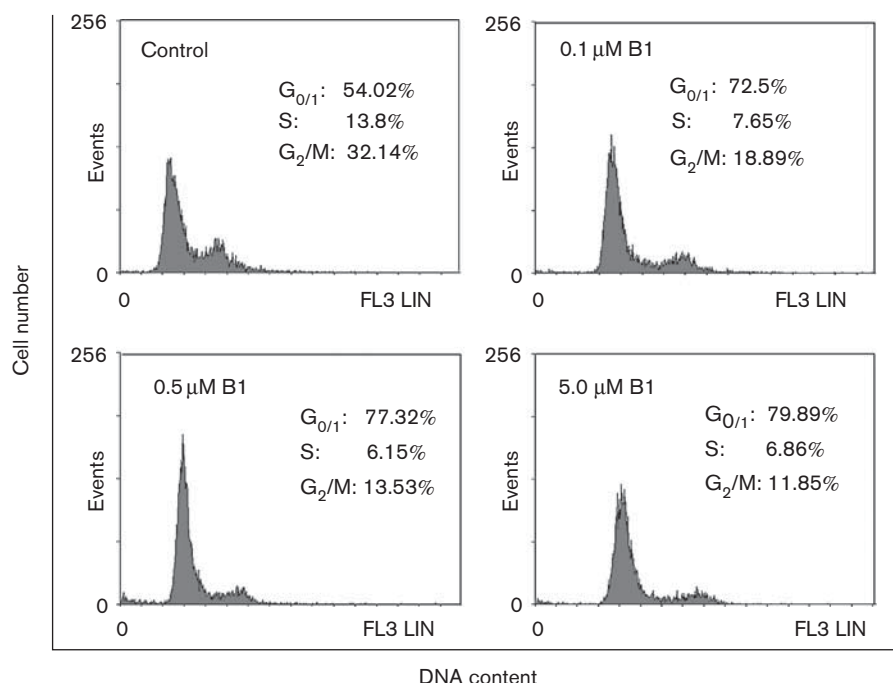 Cell number
256
Control
G0/1: 54.02%
S: 13.8%
G2/M: 32.14%
Events
0
0 FL3 LIN
256
0.1 µM B1
G0/1: 72.5%
S: 7.65%
G2/M: 18.89%
Events
0
0 FL3 LIN
256
0.5 µM B1
G0/1: 77.32%
S: 6.15%
G2/M: 13.53%
Events
0
0 FL3 LIN
256
5.0 µM B1
G0/1: 79.89%
S: 6.86%
G2/M: 11.85%
Events
0
0 FL3 LIN
DNA content